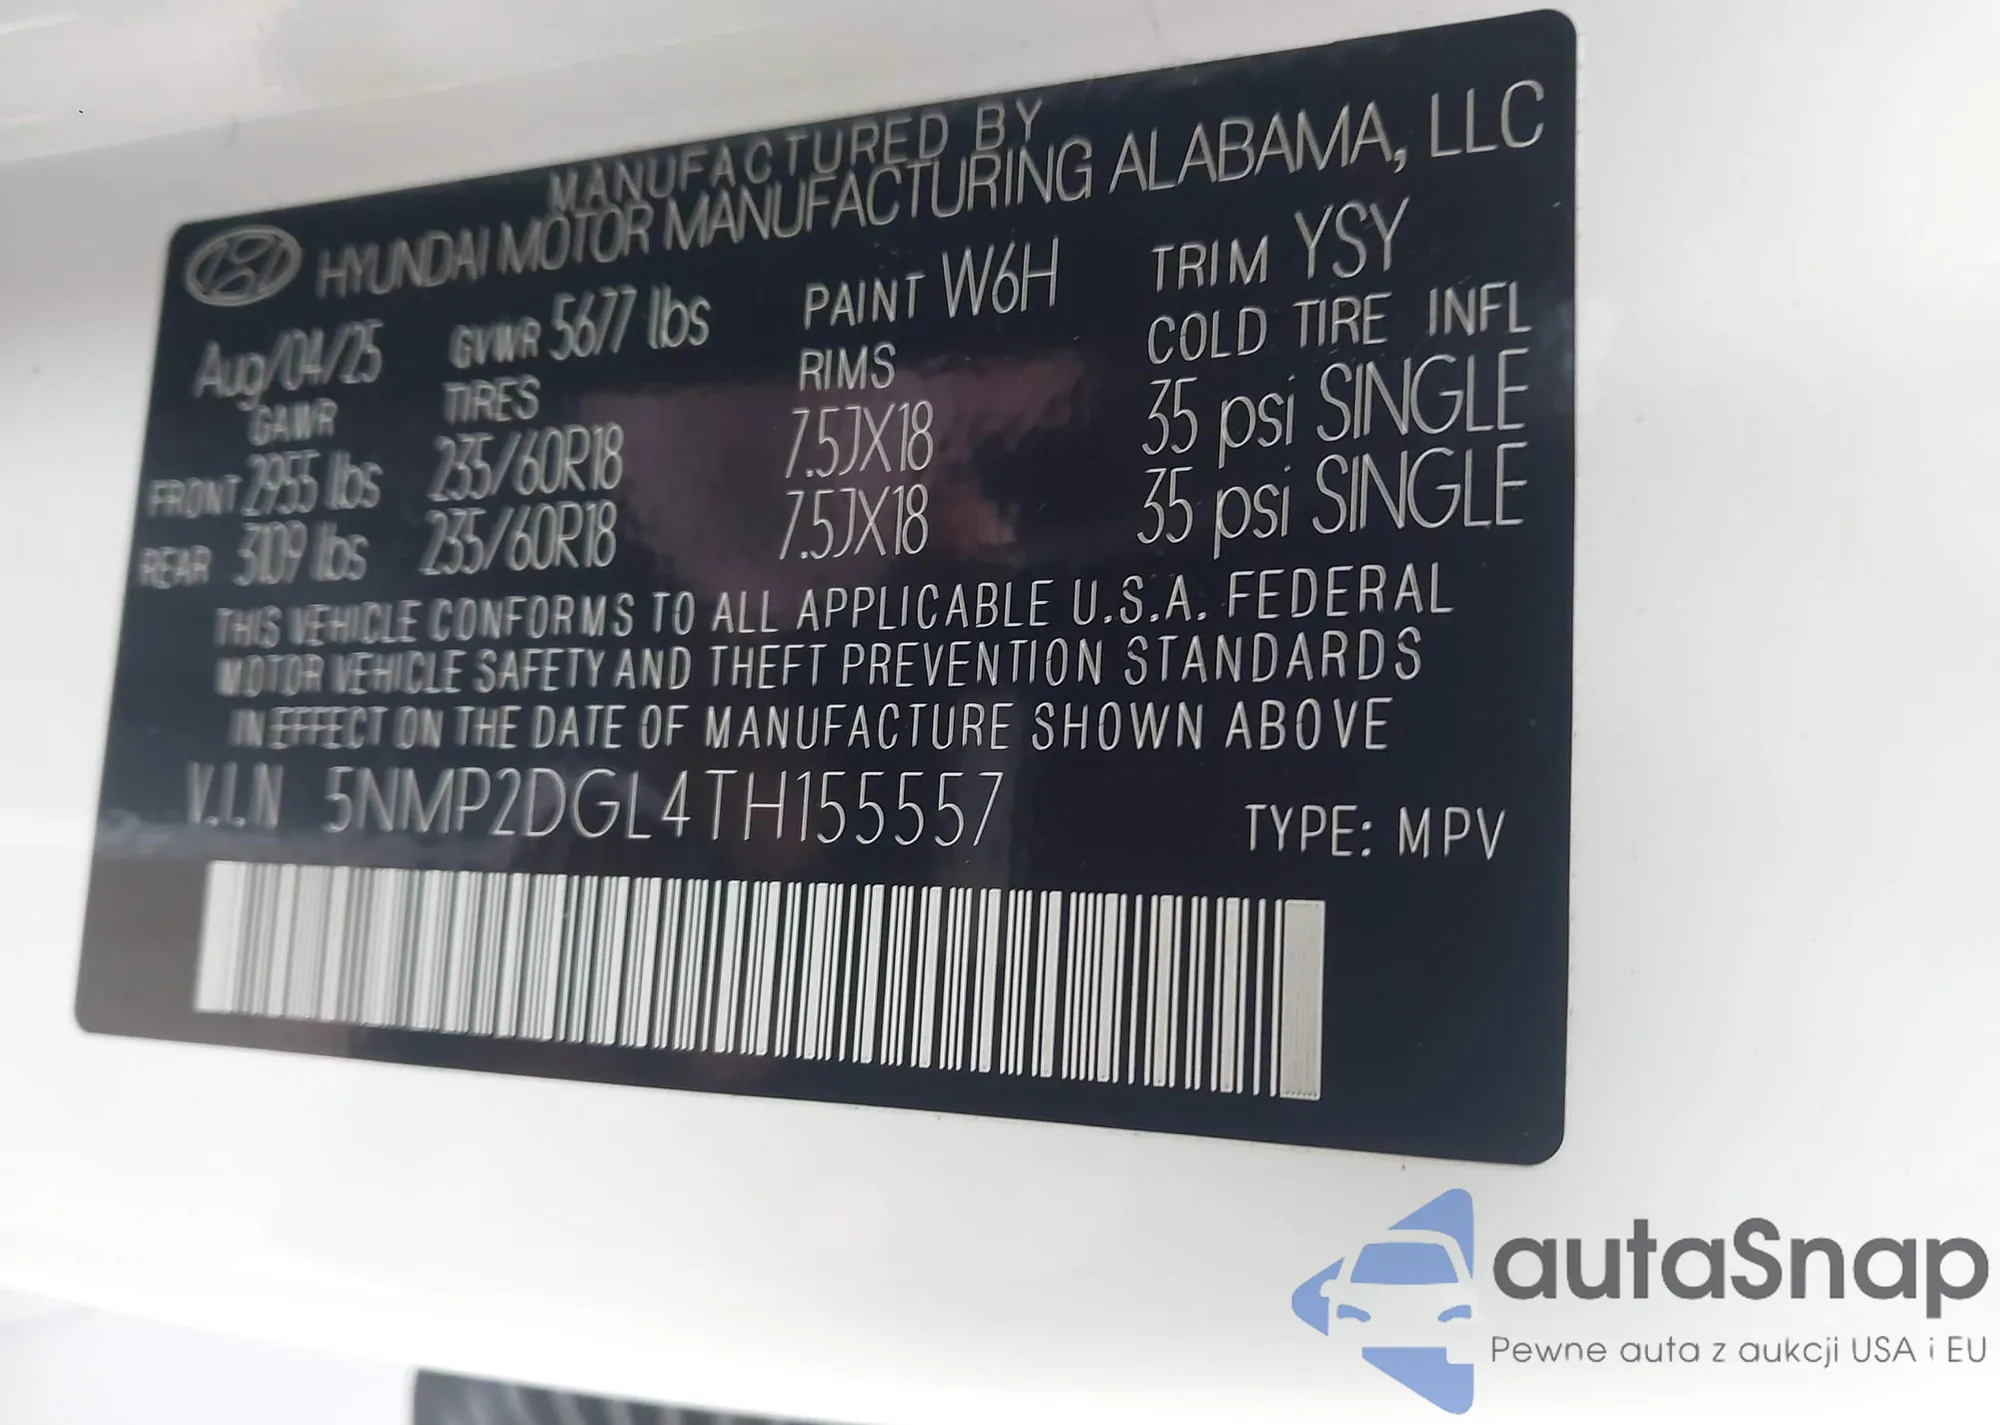 MANUFACTURED BY
HYUNDAI MOTOR MANUFACTURING ALABAMA, LLC
Aug/04/25 GVWR 5677 lbs PAINT W6H TRIM YSY
GAWR TIRES RIMS COLD TIRE INFL
FRONT 2955 lbs 235/60R18 7.5JX18 35 psi SINGLE
REAR 3109 lbs 235/60R18 7.5JX18 35 psi SINGLE
THIS VEHICLE CONFORMS TO ALL APPLICABLE U.S.A. FEDERAL
MOTOR VEHICLE SAFETY AND THEFT PREVENTION STANDARDS
IN EFFECT ON THE DATE OF MANUFACTURE SHOWN ABOVE
V.I.N 5NMP2DGL4TH155557 TYPE: MPV
autaSnap
Pewne auta z aukcji USA i EU